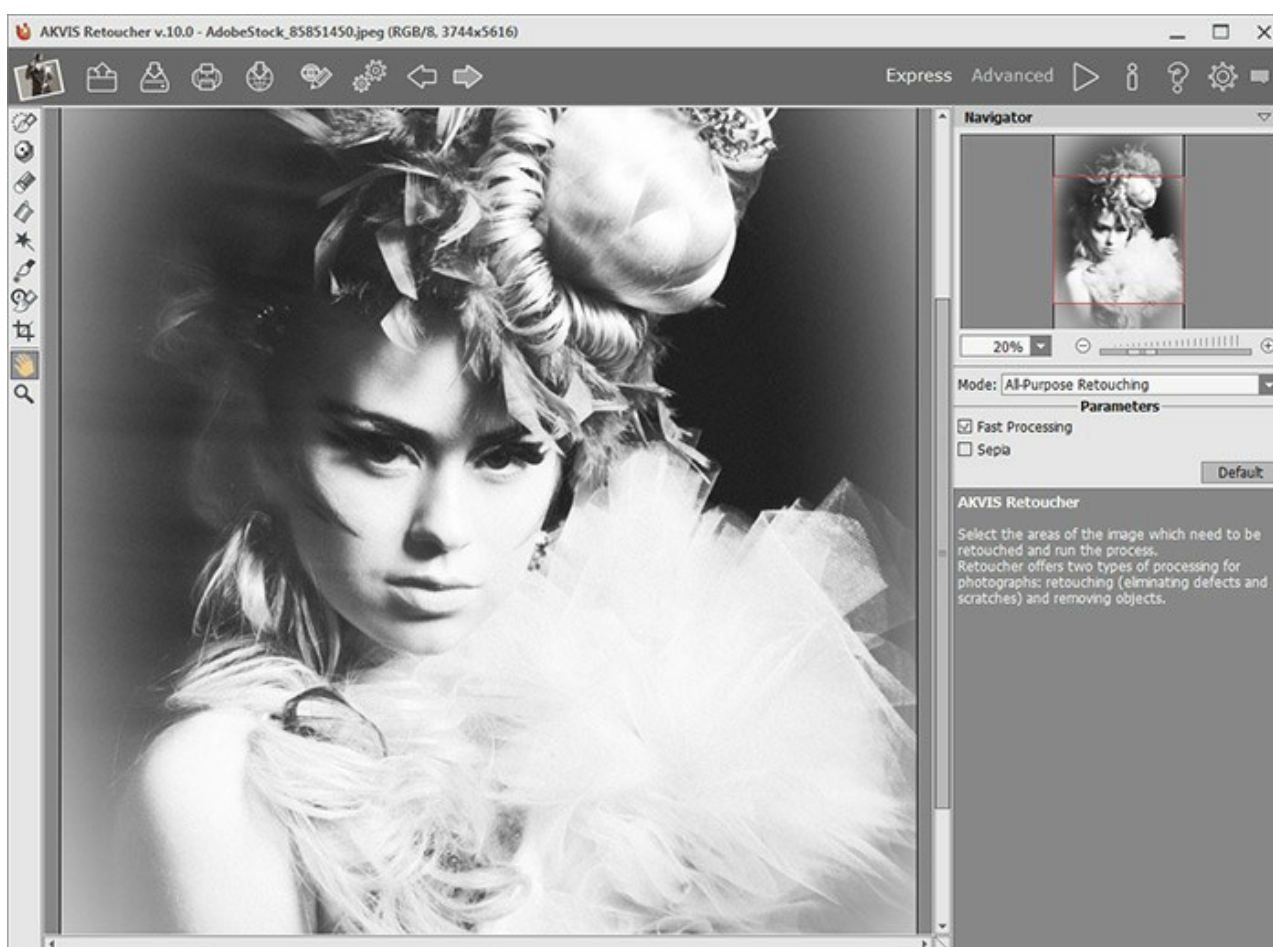 AKVIS Retoucher v.10.0 - AdobeStock_85851450.jpeg (RGB/8, 3744x5616)
Express Advanced
Navigator
20%
Mode: All-Purpose Retouching
Parameters
Fast Processing
Sepia
Default
AKVIS Retoucher
Select the areas of the image which need to be
retouched and run the process.
Retoucher offers two types of processing for
photographs: retouching (eliminating defects and
scratches) and removing objects.